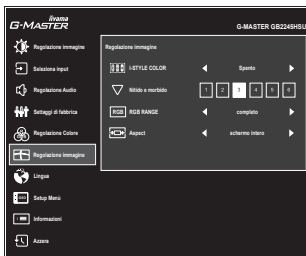 iiyama
G-MASTER
G-MASTER GB2245HSU
Regolazione immagine
Seleziona input
Regolazione Audio
Settaggi di fabbrica
Regolazione Colore
Regolazione immagine
Lingua
Setup Menù
Informazioni
Azzera
Regolazione immagine
I-STYLE COLOR Spento
Nitido e morbido 1 2 3 4 5 6
RGB RGB RANGE completo
Aspect schermo intero